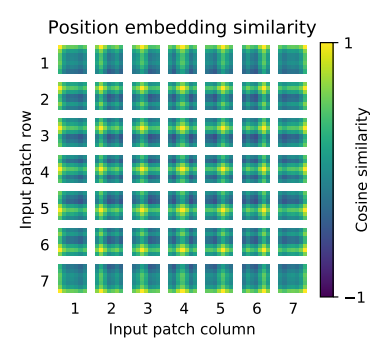 Position embedding similarity
1
2
3
4
5
6
7
Input patch row
1 2 3 4 5 6 7
Input patch column
1
−1
Cosine similarity